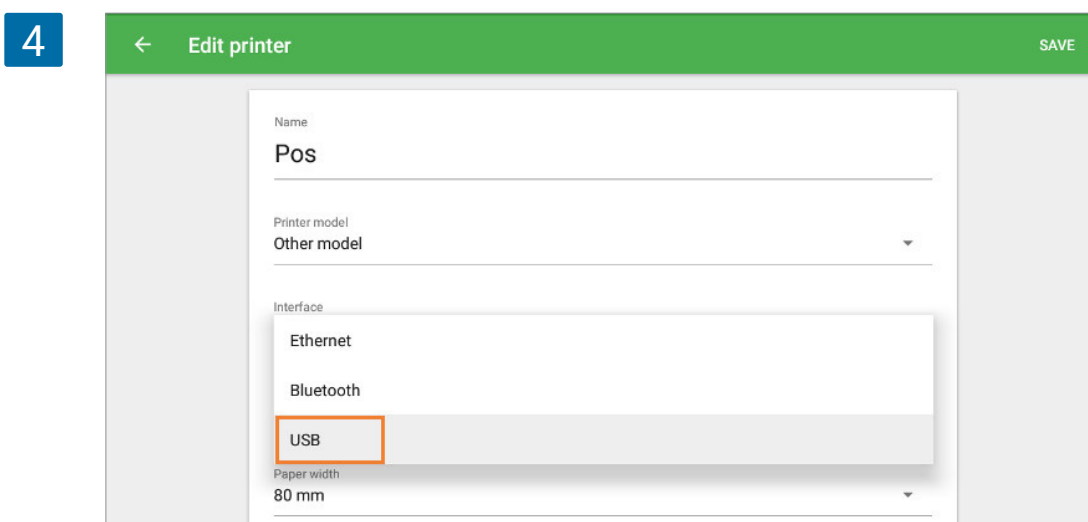 4
Edit printer
SAVE
Name
Pos
Printer model
Other model
Interface
Ethernet
Bluetooth
USB
Paper width
80 mm